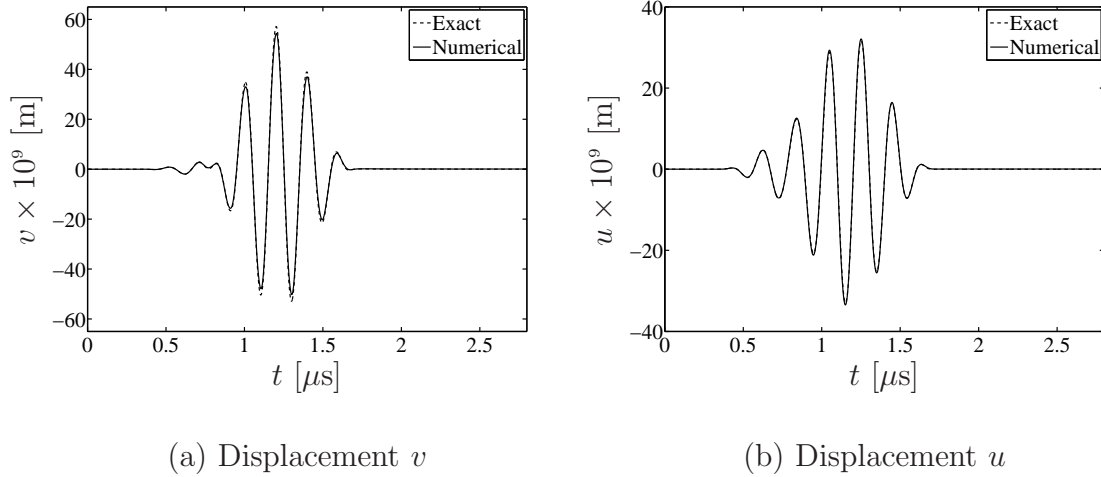 60
40
20
0
−20
−40
−60
0
0.5
1
1.5
2
2.5
v × 10⁹ [m]
t [μs]
Exact
Numerical
(a) Displacement v
40
20
0
−20
−40
0
0.5
1
1.5
2
2.5
u × 10⁹ [m]
t [μs]
Exact
Numerical
(b) Displacement u